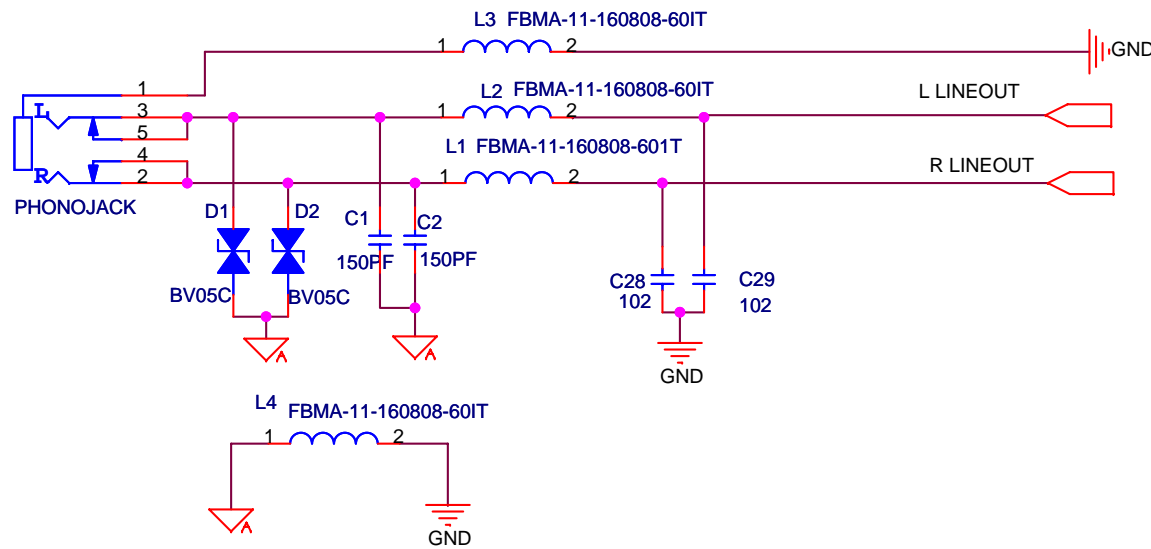 L3 FBMA-11-160808-60IT
1 2
GND
L2 FBMA-11-160808-60IT
L LINEOUT
1
L
3
1 2
5
L1 FBMA-11-160808-601T
R LINEOUT
4
R
2
1 2
PHONOJACK
D1 D2 C1 C2
150PF 150PF
BV05C BV05C
C28 C29
102 102
A A
GND
L4 FBMA-11-160808-60IT
1 2
A
GND